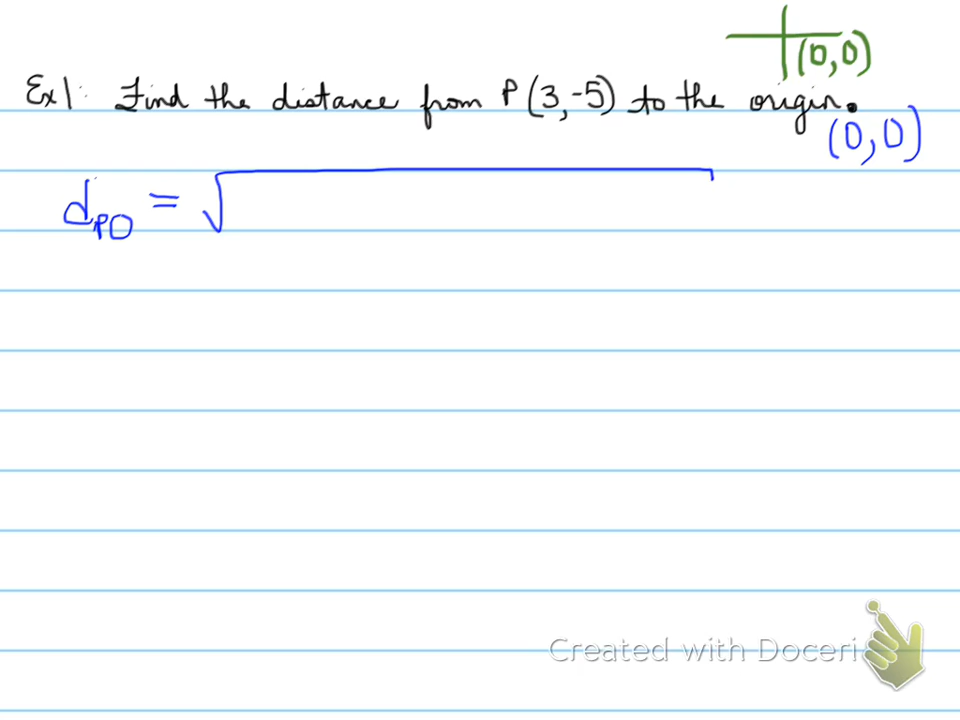 (0,0)
Ex1: Find the distance from P(3,-5) to the origin.
(0,0)
dPO = √
Created with Doceri